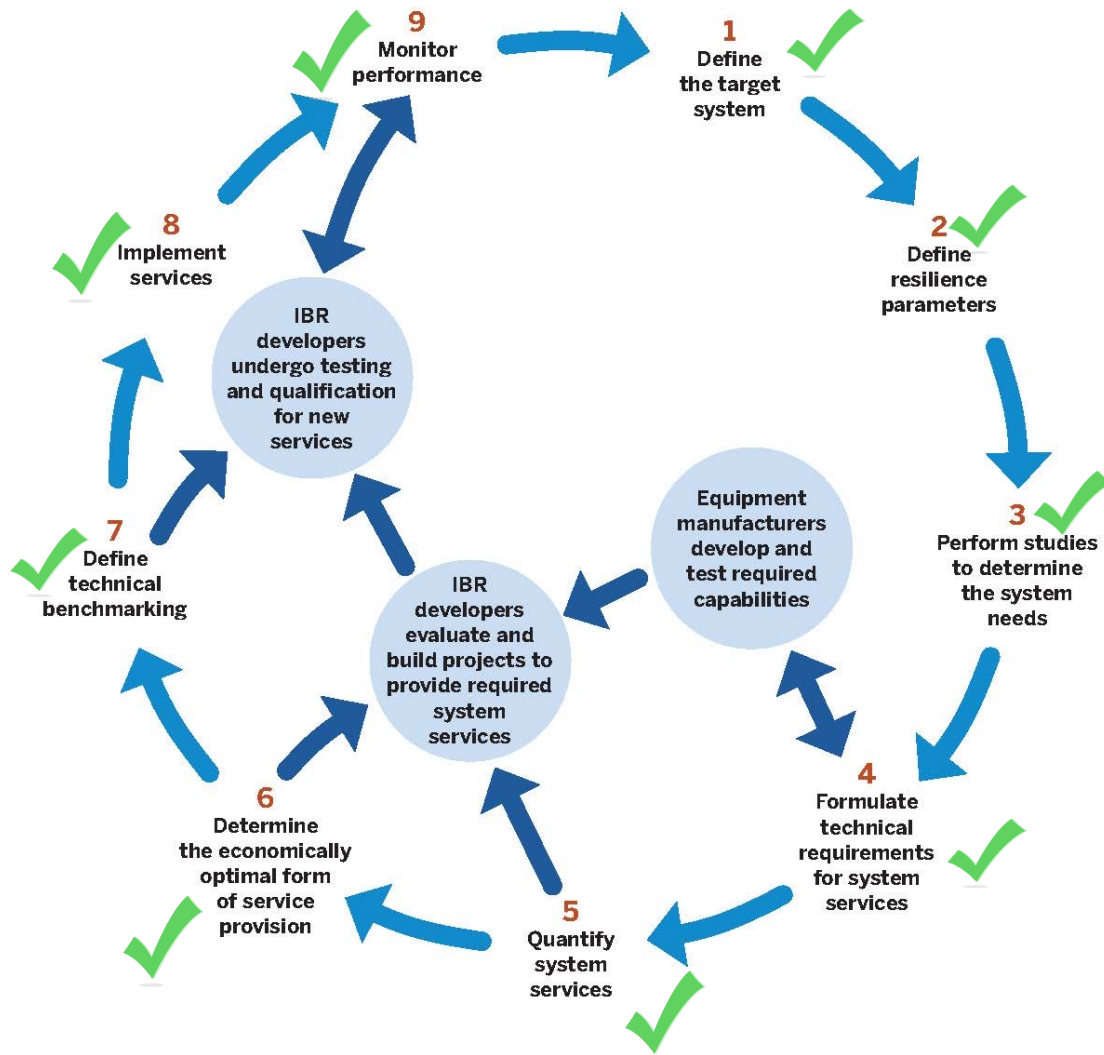 9
Monitor
performance
1
Define
the target
system
2
Define
resilience
parameters
3
Perform studies
to determine
the system
needs
4
Formulate
technical
requirements
for system
services
5
Quantify
system
services
6
Determine
the economically
optimal form
of service
provision
7
Define
technical
benchmarking
8
Implement
services
IBR
developers
undergo testing
and qualification
for new
services
Equipment
manufacturers
develop and
test required
capabilities
IBR
developers
evaluate and
build projects to
provide required
system
services